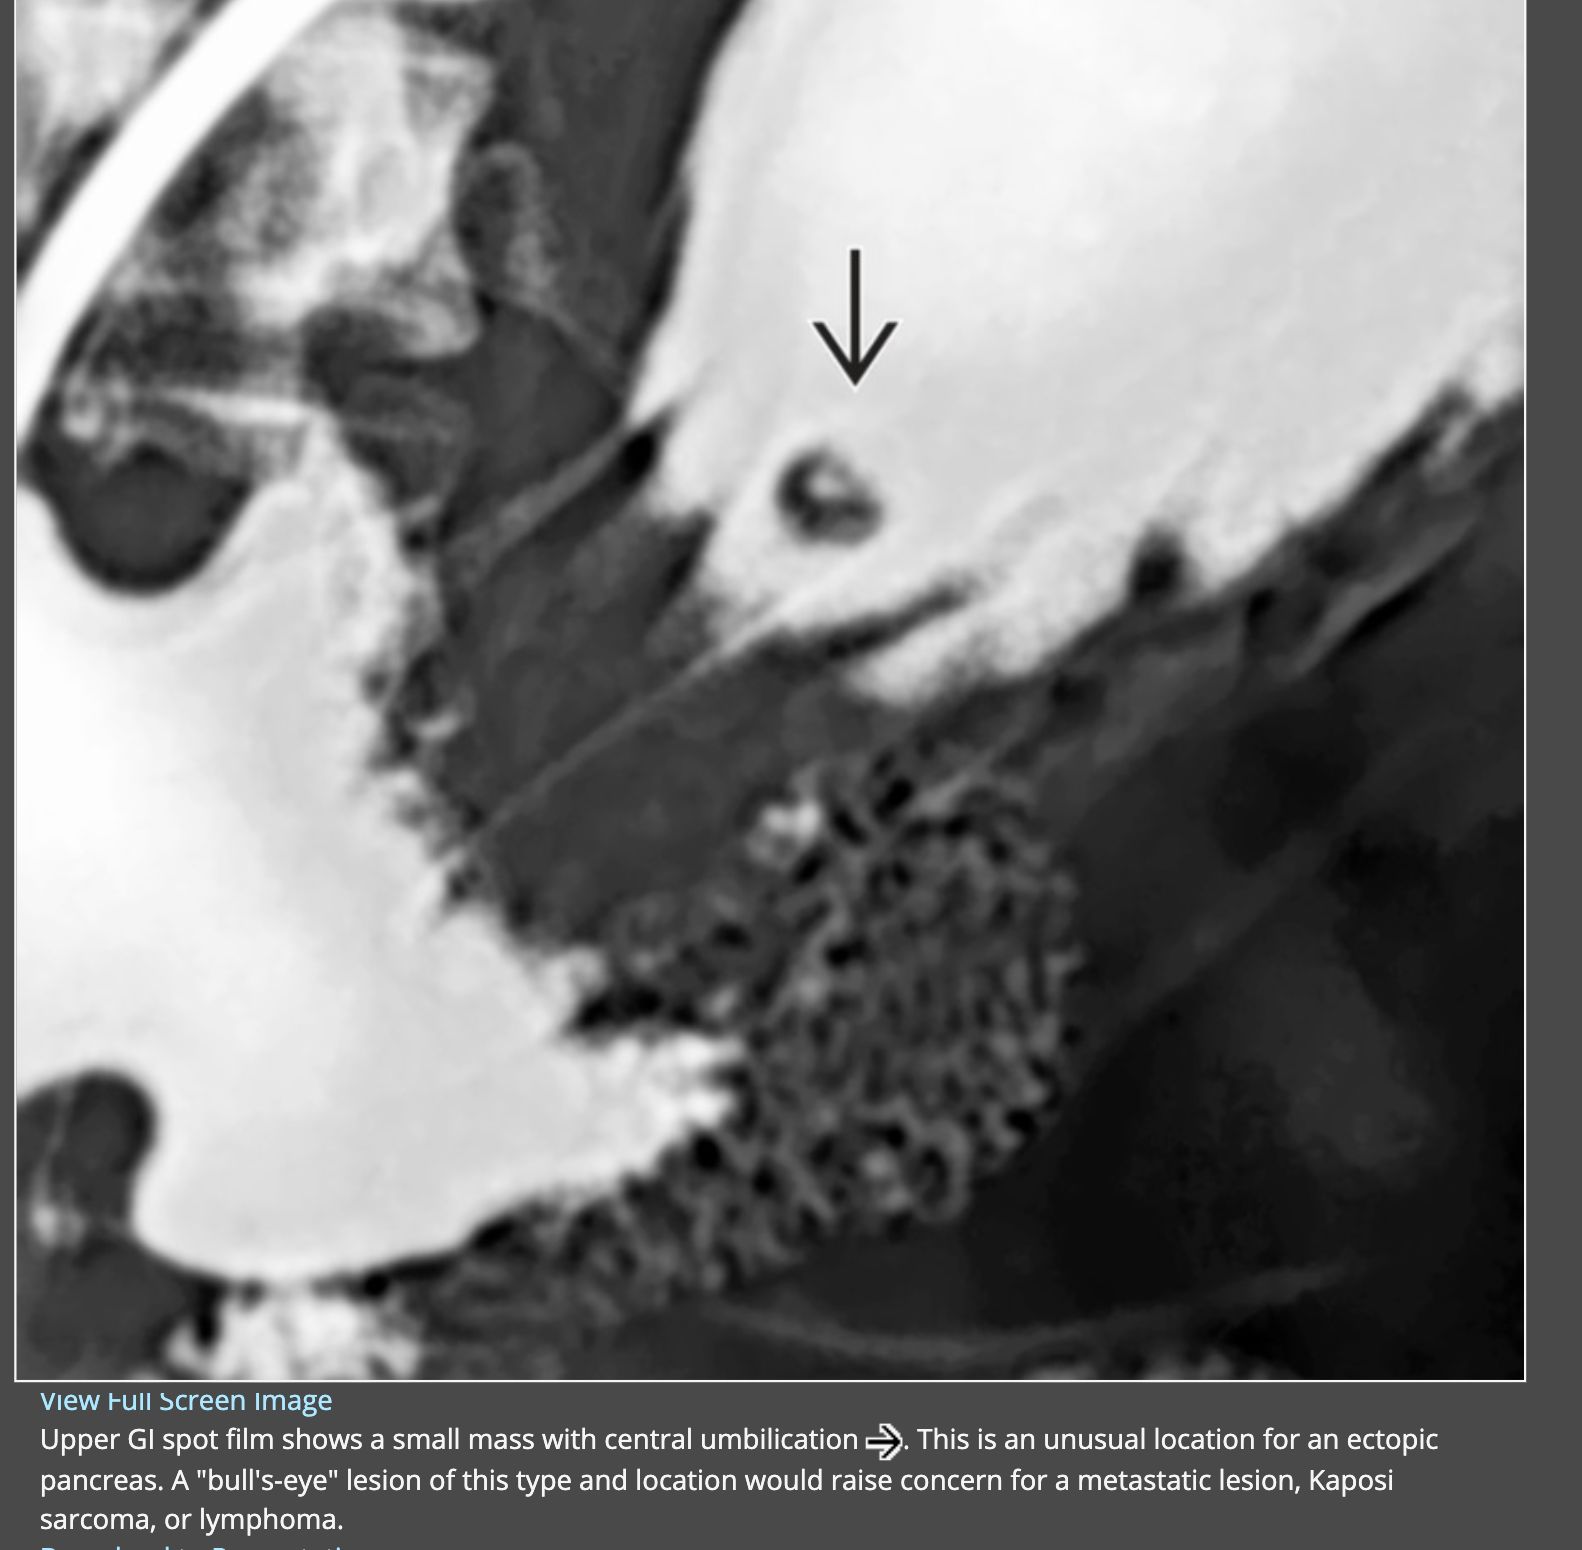 View Full Screen Image
Upper GI spot film shows a small mass with central umbilication . This is an unusual location for an ectopic
pancreas. A "bull's-eye" lesion of this type and location would raise concern for a metastatic lesion, Kaposi
sarcoma, or lymphoma.